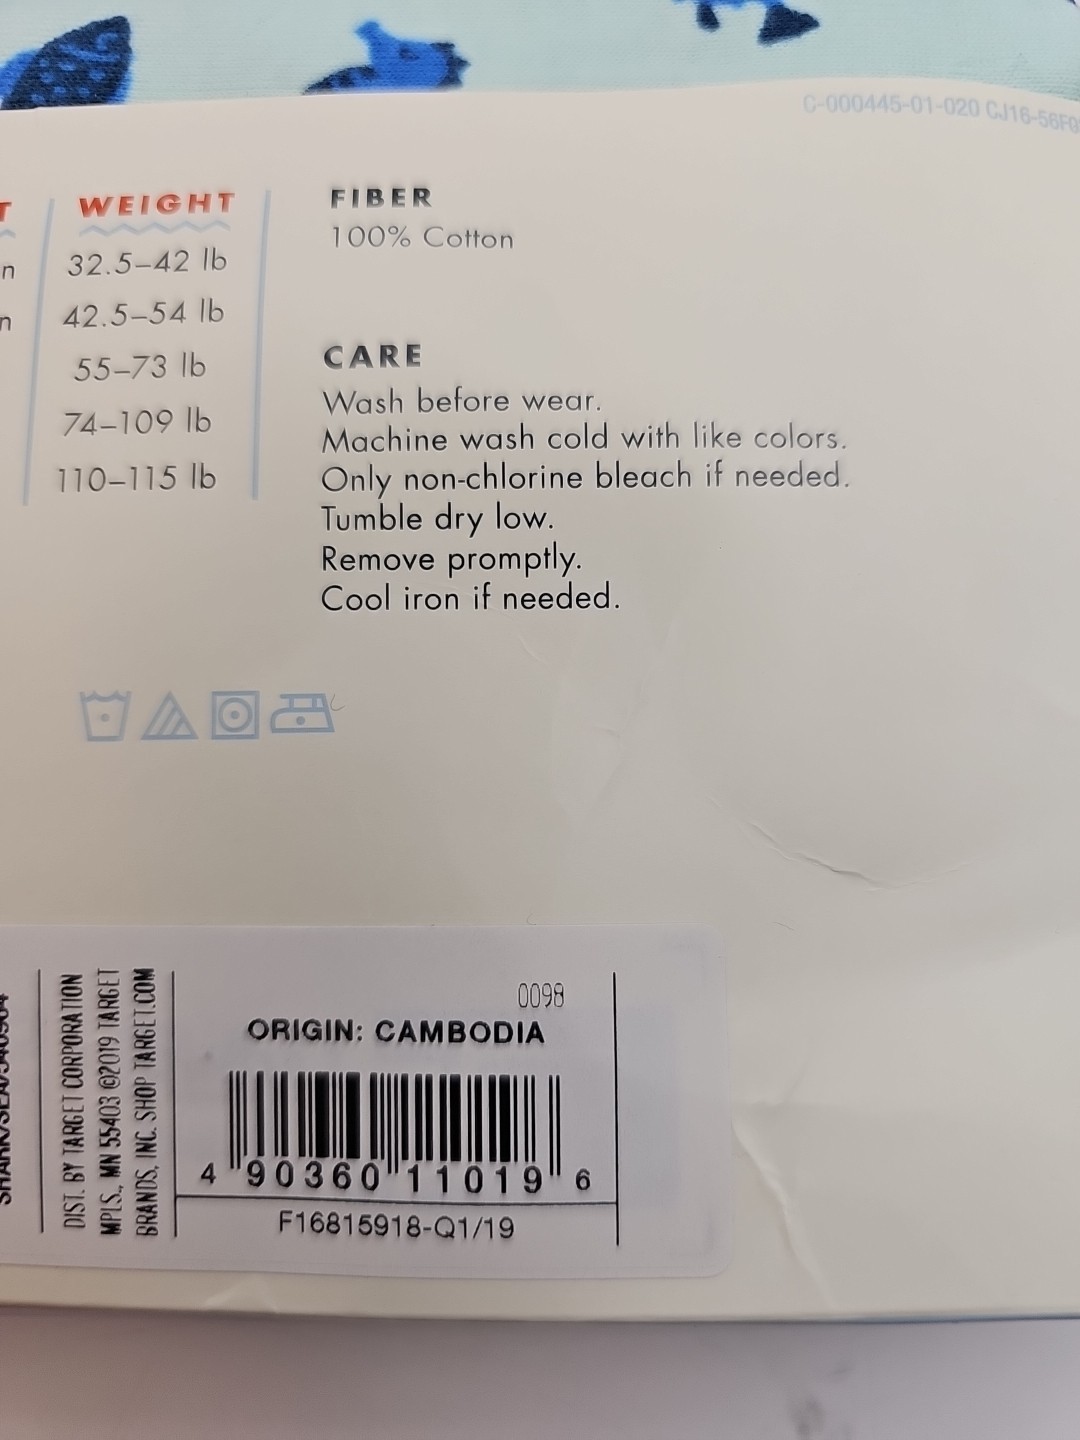 C-000445-01-020 CJ16-56F0
WEIGHT
32.5–42 lb
42.5–54 lb
55–73 lb
74–109 lb
110–115 lb
FIBER
100% Cotton
CARE
Wash before wear.
Machine wash cold with like colors.
Only non-chlorine bleach if needed.
Tumble dry low.
Remove promptly.
Cool iron if needed.
DIST. BY TARGET CORPORATION
MPLS., MN 55403 ©2019 TARGET
BRANDS, INC. SHOP TARGET.COM
0098
ORIGIN: CAMBODIA
4 90360 11019 6
F16815918-Q1/19